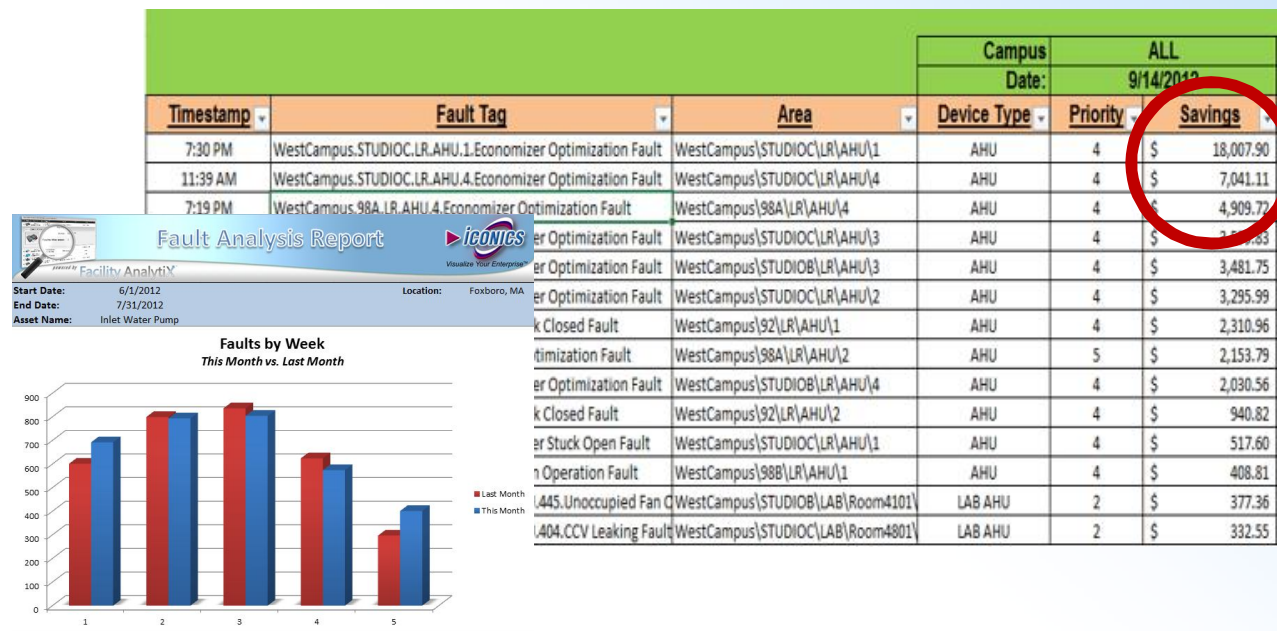 Campus ALL
Date: 9/14/2012
Timestamp Fault Tag Area Device Type Priority Savings
7:30 PM WestCampus.STUDIOC.LR.AHU.1.Economizer Optimization Fault WestCampus\STUDIOC\LR\AHU\1 AHU 4 $ 18,007.90
11:39 AM WestCampus.STUDIOC.LR.AHU.4.Economizer Optimization Fault WestCampus\STUDIOC\LR\AHU\4 AHU 4 $ 7,041.11
7:19 PM WestCampus.98A.LR.AHU.4.Economizer Optimization Fault WestCampus\98A\LR\AHU\4 AHU 4 $ 4,909.72
er Optimization Fault WestCampus\STUDIOC\LR\AHU\3 AHU 4 $
er Optimization Fault WestCampus\STUDIOB\LR\AHU\3 AHU 4 $ 3,481.75
er Optimization Fault WestCampus\STUDIOC\LR\AHU\2 AHU 4 $ 3,295.99
k Closed Fault WestCampus\92\LR\AHU\1 AHU 4 $ 2,310.96
timization Fault WestCampus\98A\LR\AHU\2 AHU 5 $ 2,153.79
er Optimization Fault WestCampus\STUDIOB\LR\AHU\4 AHU 4 $ 2,030.56
k Closed Fault WestCampus\92\LR\AHU\2 AHU 4 $ 940.82
er Stuck Open Fault WestCampus\STUDIOC\LR\AHU\1 AHU 4 $ 517.60
n Operation Fault WestCampus\98B\LR\AHU\1 AHU 4 $ 408.81
.445.Unoccupied Fan WestCampus\STUDIOB\LAB\Room4101\ LAB AHU 2 $ 377.36
.404.CCV Leaking Fault WestCampus\STUDIOC\LAB\Room4801\ LAB AHU 2 $ 332.55
Fault Analysis Report
ICONICS
Visualize Your Enterprise™
powered by Facility AnalytiX
Start Date: 6/1/2012 Location: Foxboro, MA
End Date: 7/31/2012
Asset Name: Inlet Water Pump
Faults by Week
This Month vs. Last Month
900
800
700
600
500
400
300
200
100
0
1 2 3 4 5
Last Month
This Month